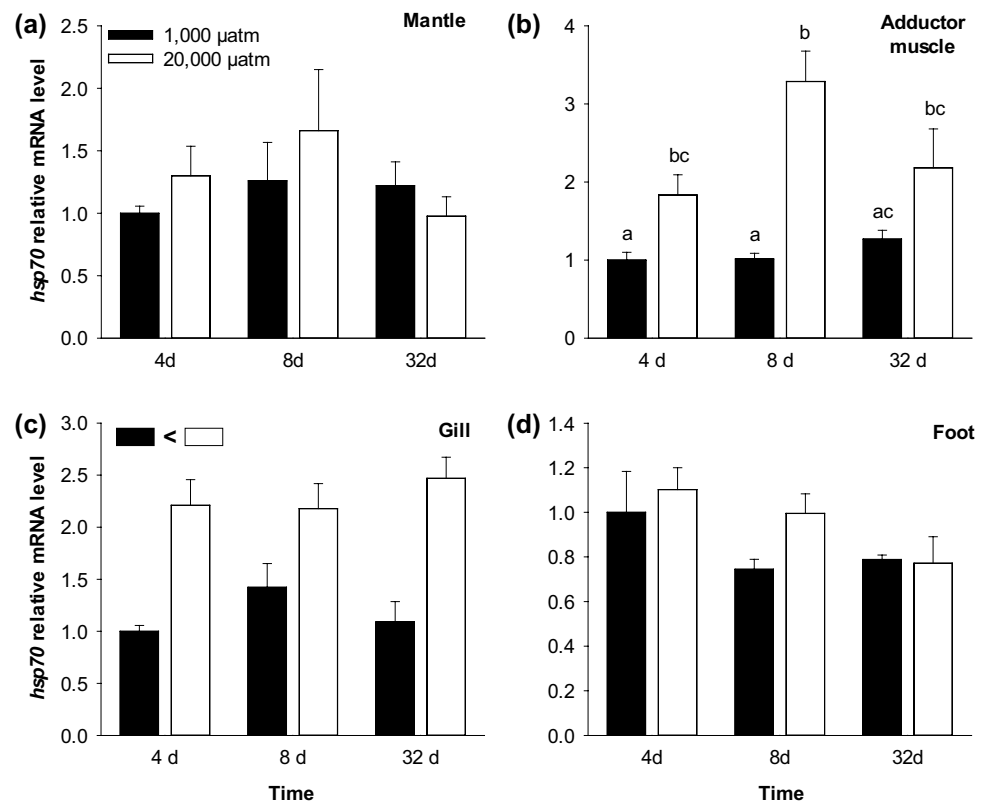 (a)
Mantle
1,000 µatm
20,000 µatm
hsp70 relative mRNA level
2.5
2.0
1.5
1.0
0.5
0.0
4d
8d
32d
(b)
Adductor
muscle
4
3
2
1
0
a
bc
a
b
ac
bc
4 d
8 d
32 d
(c)
<
Gill
hsp70 relative mRNA level
3.0
2.5
2.0
1.5
1.0
0.5
0.0
4 d
8 d
32 d
Time
(d)
Foot
1.4
1.2
1.0
0.8
0.6
0.4
0.2
0.0
4d
8d
32d
Time